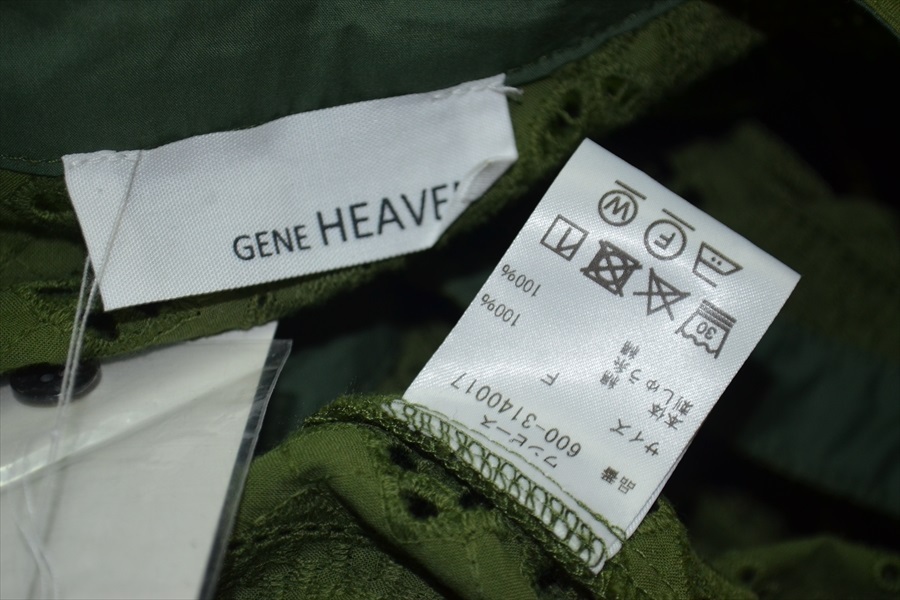 GENE HEAVE
品番
600-3140017
ワンピース
サイズ F
本体 綿 100%
刺しゅう糸 綿 100%
30
F
W